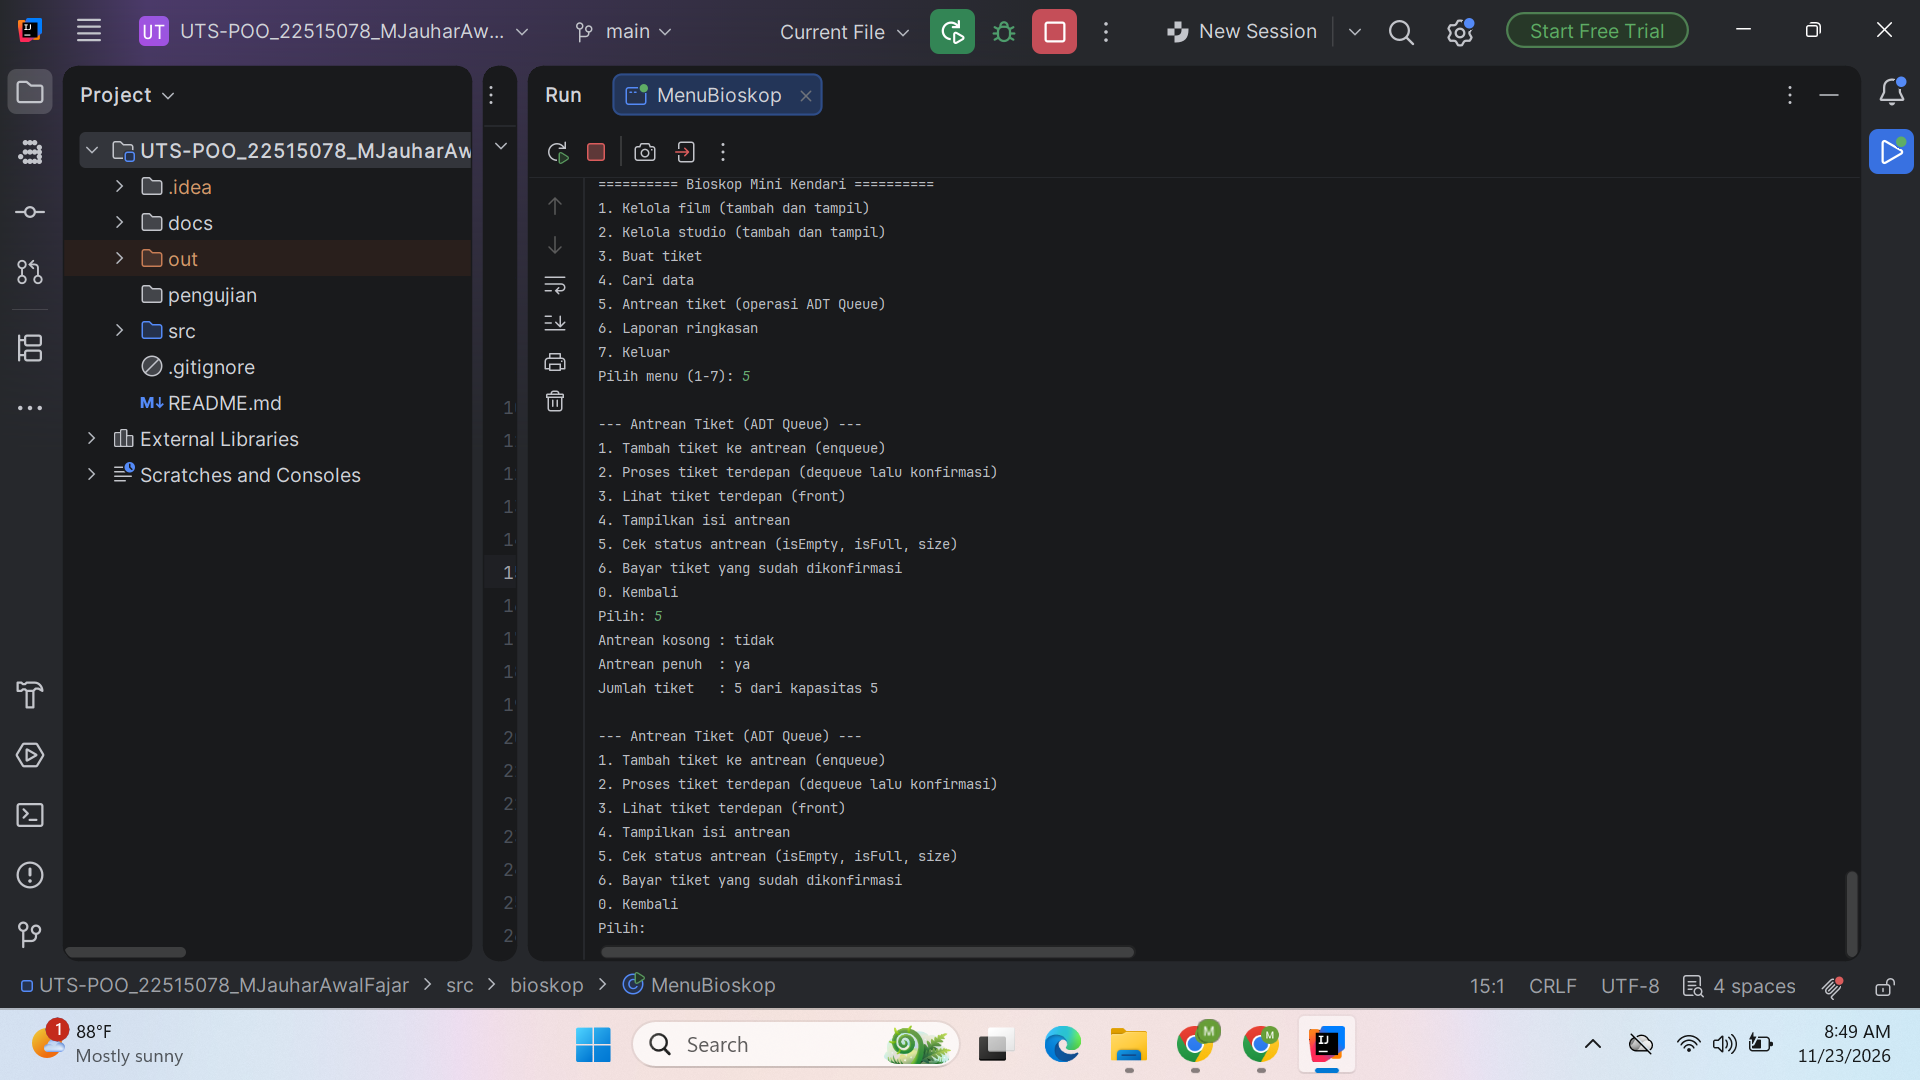 UT UTS-POO_22515078_MJauharAw... main Current File New Session Start Free Trial
Project
UTS-POO_22515078_MJauharAw
.idea
docs
out
pengujian
src
.gitignore
M↓ README.md
External Libraries
Scratches and Consoles
Run MenuBioskop
========== Bioskop Mini Kendari ==========
1. Kelola film (tambah dan tampil)
2. Kelola studio (tambah dan tampil)
3. Buat tiket
4. Cari data
5. Antrean tiket (operasi ADT Queue)
6. Laporan ringkasan
7. Keluar
Pilih menu (1-7): 5
--- Antrean Tiket (ADT Queue) ---
1. Tambah tiket ke antrean (enqueue)
2. Proses tiket terdepan (dequeue lalu konfirmasi)
3. Lihat tiket terdepan (front)
4. Tampilkan isi antrean
5. Cek status antrean (isEmpty, isFull, size)
6. Bayar tiket yang sudah dikonfirmasi
0. Kembali
Pilih: 5
Antrean kosong : tidak
Antrean penuh  : ya
Jumlah tiket   : 5 dari kapasitas 5
--- Antrean Tiket (ADT Queue) ---
1. Tambah tiket ke antrean (enqueue)
2. Proses tiket terdepan (dequeue lalu konfirmasi)
3. Lihat tiket terdepan (front)
4. Tampilkan isi antrean
5. Cek status antrean (isEmpty, isFull, size)
6. Bayar tiket yang sudah dikonfirmasi
0. Kembali
Pilih:
UTS-POO_22515078_MJauharAwalFajar > src > bioskop > MenuBioskop 15:1 CRLF UTF-8 4 spaces
1 88°F
Mostly sunny
Search
M
M
IJ
8:49 AM
11/23/2026